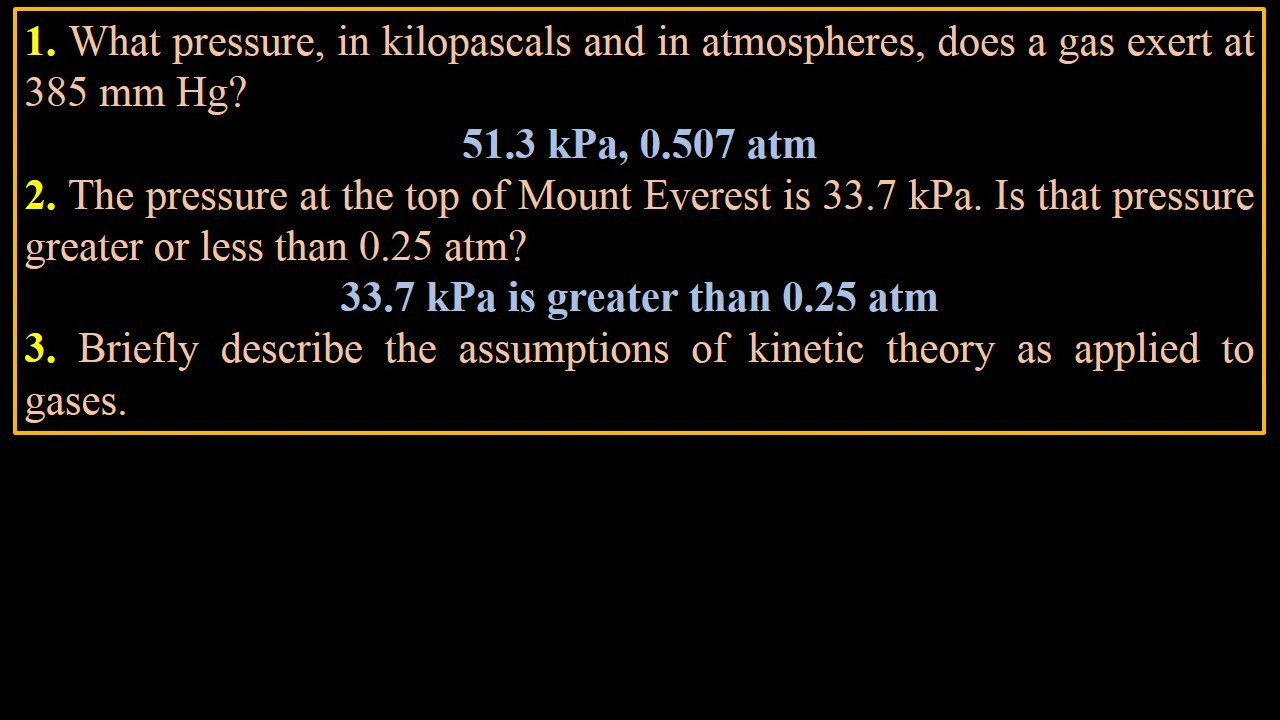 1. What pressure, in kilopascals and in atmospheres, does a gas exert at
385 mm Hg?
51.3 kPa, 0.507 atm
2. The pressure at the top of Mount Everest is 33.7 kPa. Is that pressure
greater or less than 0.25 atm?
33.7 kPa is greater than 0.25 atm
3. Briefly describe the assumptions of kinetic theory as applied to
gases.